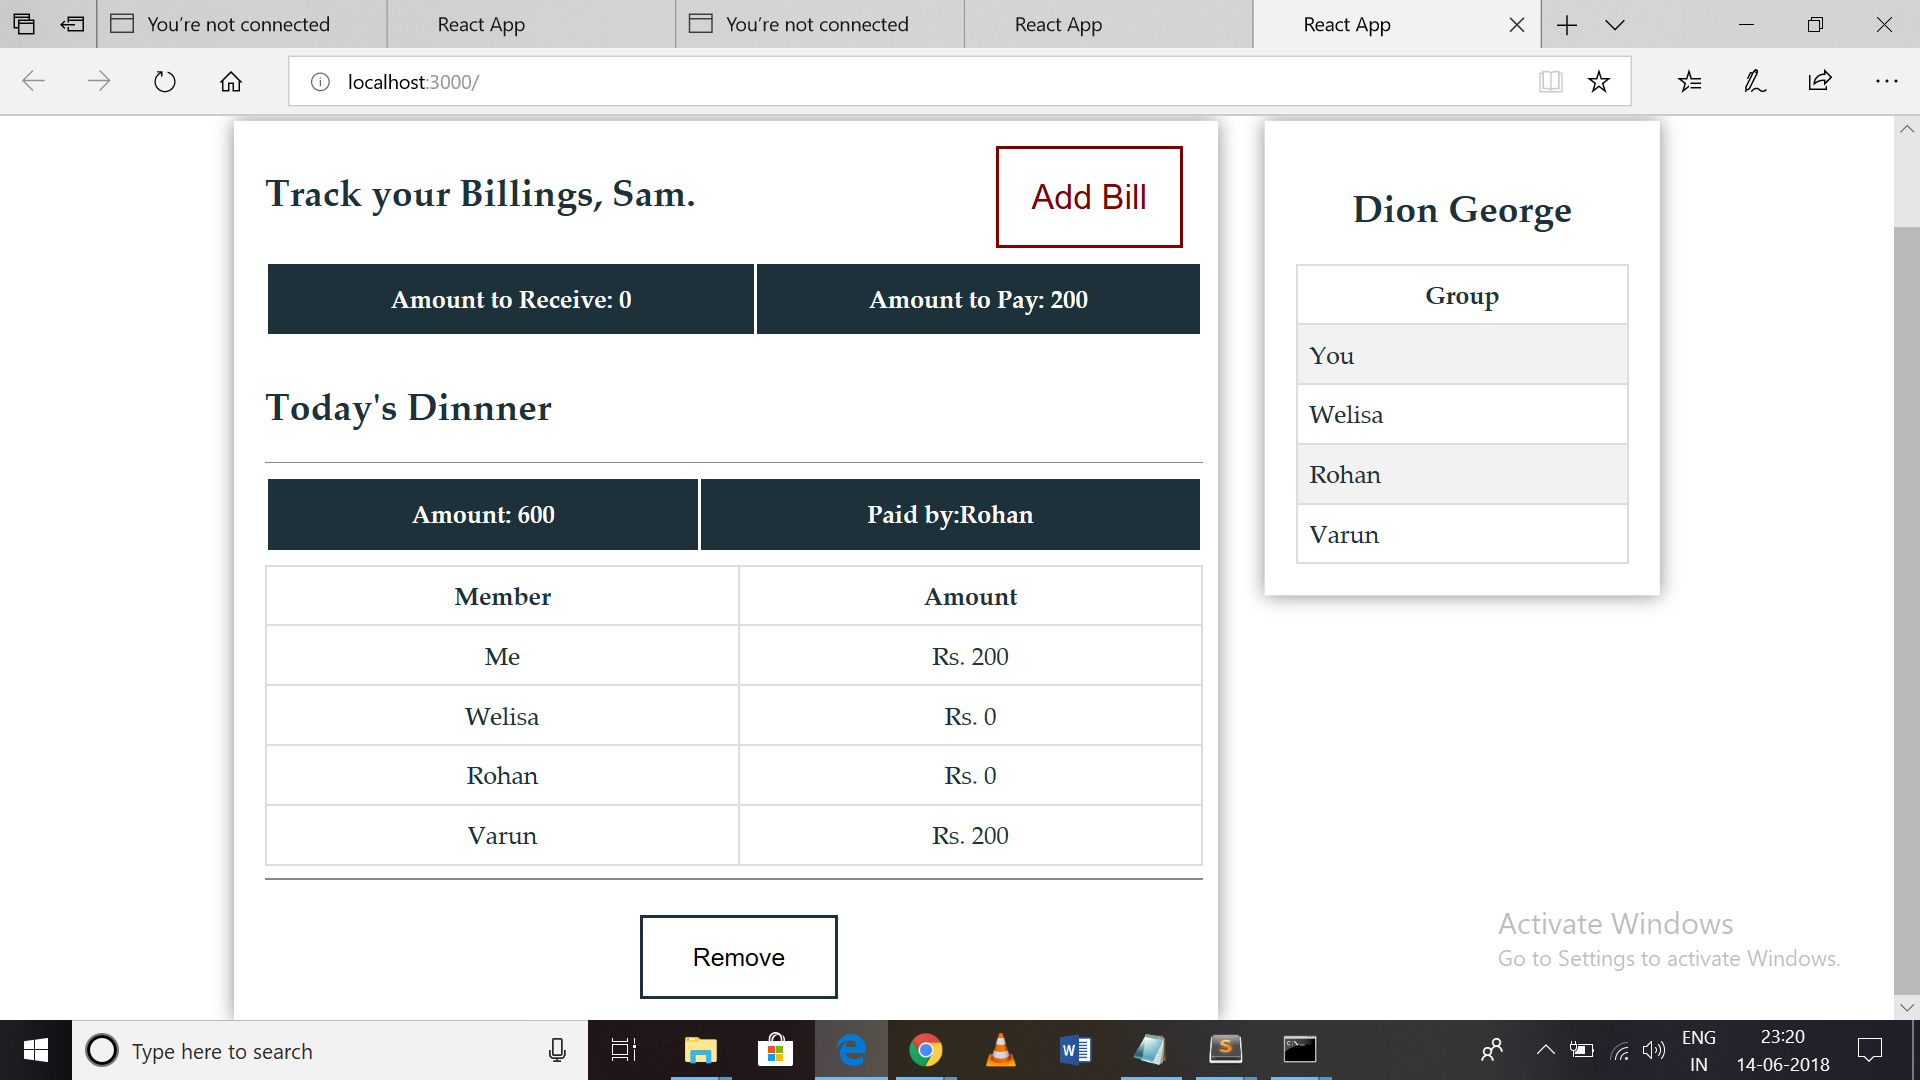 You're not connected
React App
You're not connected
React App
React App
localhost:3000/
Track your Billings, Sam.
Add Bill
Amount to Receive: 0
Amount to Pay: 200
Today's Dinnner
Amount: 600
Paid by:Rohan
Member
Amount
Me
Rs. 200
Welisa
Rs. 0
Rohan
Rs. 0
Varun
Rs. 200
Remove
Dion George
Group
You
Welisa
Rohan
Varun
Activate Windows
Go to Settings to activate Windows.
Type here to search
ENG
IN
23:20
14-06-2018